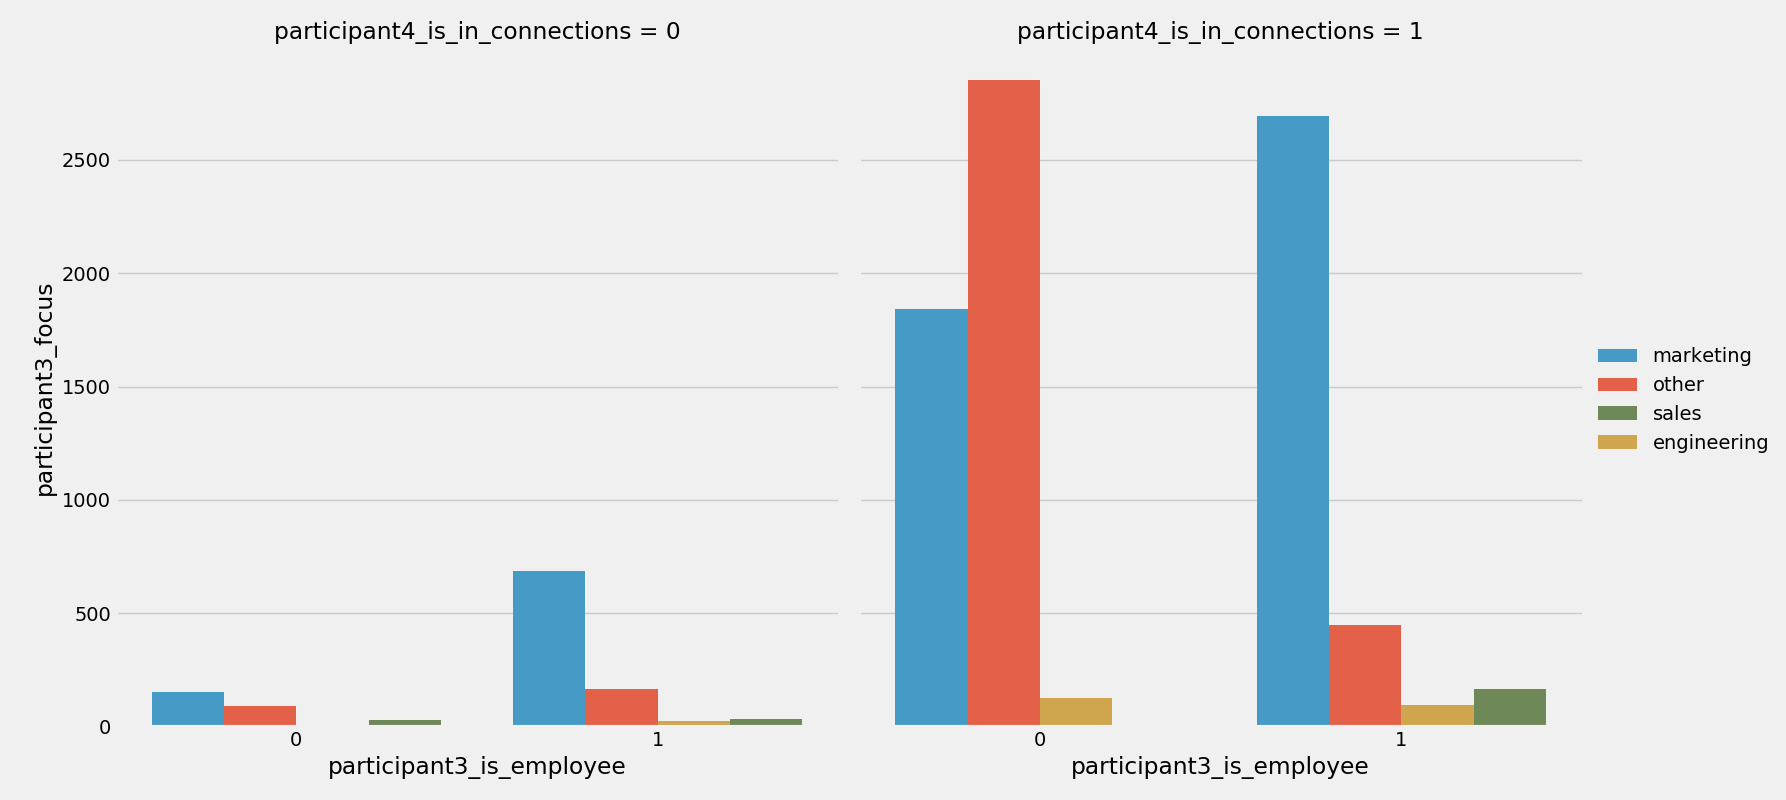 participant4_is_in_connections = 0
participant4_is_in_connections = 1
participant3_focus
2500
2000
1500
1000
500
0
0
1
0
1
participant3_is_employee
participant3_is_employee
marketing
other
sales
engineering